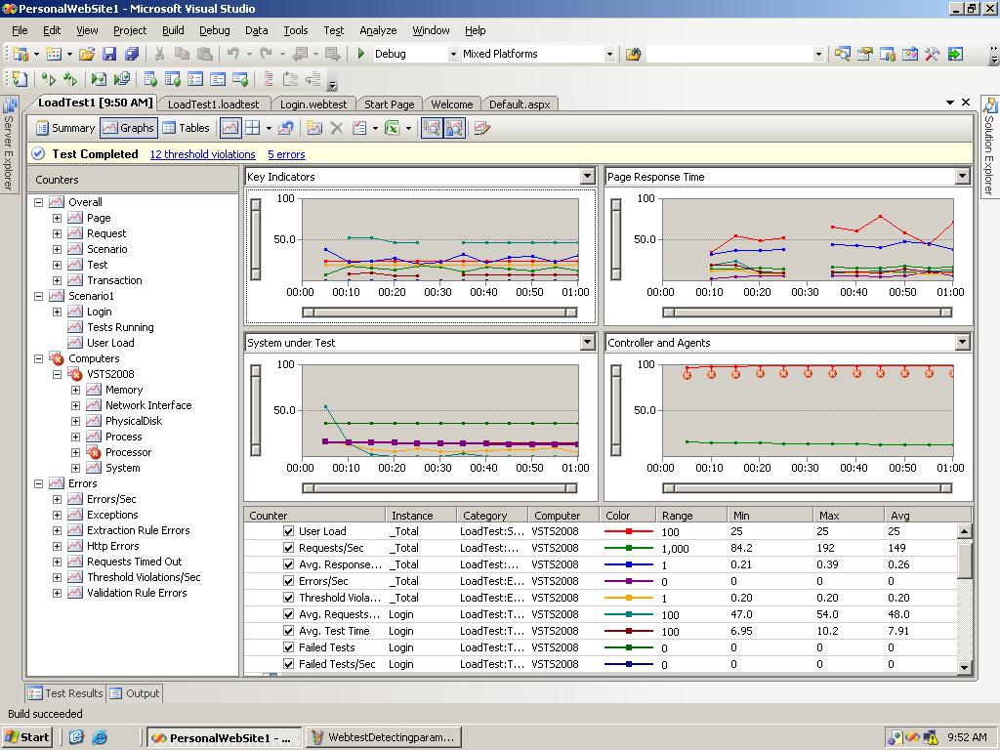 PersonalWebSite1 - Microsoft Visual Studio
File Edit View Project Build Debug Data Tools Test Analyze Window Help
Debug Mixed Platforms
LoadTest1 [9:50 AM] LoadTest1.loadtest Login.webtest Start Page Welcome Default.aspx
Server Explorer
Solution Explorer
Summary Graphs Tables
Test Completed 12 threshold violations 5 errors
Counters
Overall
Page
Request
Scenario
Test
Transaction
Scenario1
Login
Tests Running
User Load
Computers
VSTS2008
Memory
Network Interface
PhysicalDisk
Process
Processor
System
Errors
Errors/Sec
Exceptions
Extraction Rule Errors
Http Errors
Requests Timed Out
Threshold Violations/Sec
Validation Rule Errors
Key Indicators
100
50.0
00:00 00:10 00:20 00:30 00:40 00:50 01:00
Page Response Time
100
50.0
00:00 00:10 00:20 00:30 00:40 00:50 01:00
System under Test
100
50.0
00:00 00:10 00:20 00:30 00:40 00:50 01:00
Controller and Agents
100
50.0
00:00 00:10 00:20 00:30 00:40 00:50 01:00
Counter Instance Category Computer Color Range Min Max Avg
User Load _Total LoadTest:S... VSTS2008 100 25 25 25
Requests/Sec _Total LoadTest:... VSTS2008 1,000 84.2 192 149
Avg. Response... _Total LoadTest:... VSTS2008 1 0.21 0.39 0.26
Errors/Sec _Total LoadTest:E... VSTS2008 0 0 0 0
Threshold Viola... _Total LoadTest:E... VSTS2008 1 0.20 0.20 0.20
Avg. Requests... Login LoadTest:T... VSTS2008 100 47.0 54.0 48.0
Avg. Test Time Login LoadTest:T... VSTS2008 100 6.95 10.2 7.91
Failed Tests Login LoadTest:T... VSTS2008 0 0 0 0
Failed Tests/Sec Login LoadTest:T... VSTS2008 0 0 0 0
Test Results Output
Build succeeded
Start PersonalWebSite1 - ... WebtestDetectingparam... 9:52 AM